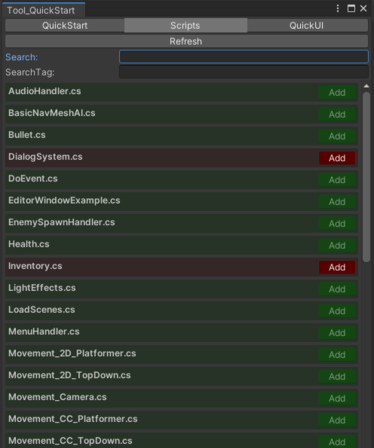 Tool_QuickStart
QuickStart Scripts QuickUI
Refresh
Search:
SearchTag:
AudioHandler.cs Add
BasicNavMeshAI.cs Add
Bullet.cs Add
DialogSystem.cs Add
DoEvent.cs Add
EditorWindowExample.cs Add
EnemySpawnHandler.cs Add
Health.cs Add
Inventory.cs Add
LightEffects.cs Add
LoadScenes.cs Add
MenuHandler.cs Add
Movement_2D_Platformer.cs Add
Movement_2D_TopDown.cs Add
Movement_Camera.cs Add
Movement_CC_Platformer.cs Add
Movement_CC_TopDown.cs Add